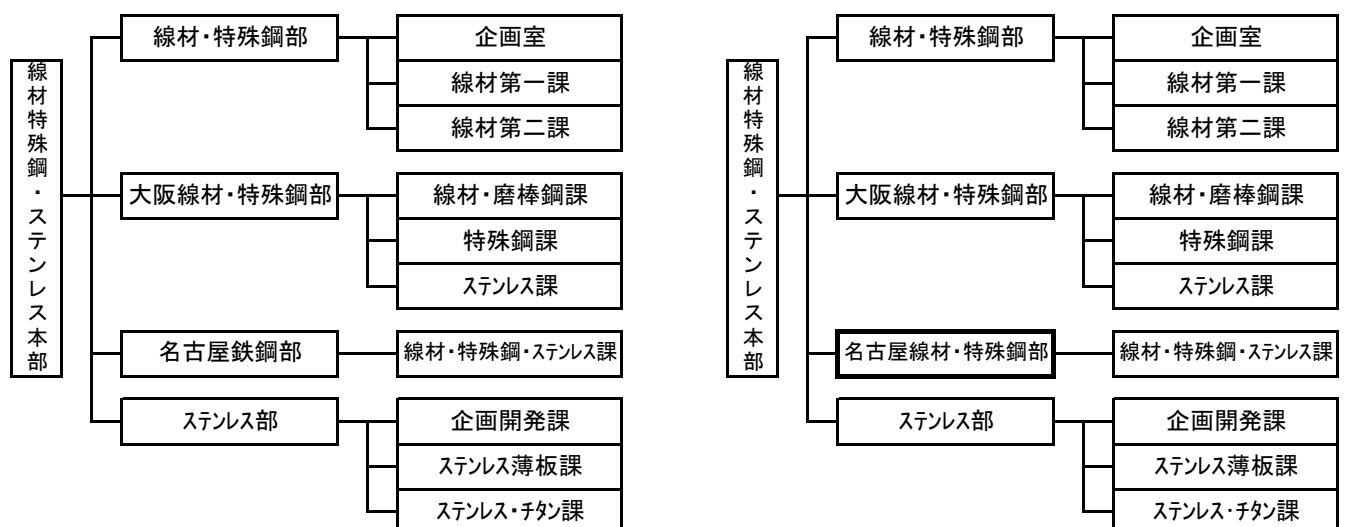 線材特殊鋼・ステンレス本部
線材・特殊鋼部
企画室
線材第一課
線材第二課
大阪線材・特殊鋼部
線材・磨棒鋼課
特殊鋼課
ステンレス課
名古屋鉄鋼部
線材・特殊鋼・ステンレス課
ステンレス部
企画開発課
ステンレス薄板課
ステンレス・チタン課
線材特殊鋼・ステンレス本部
線材・特殊鋼部
企画室
線材第一課
線材第二課
大阪線材・特殊鋼部
線材・磨棒鋼課
特殊鋼課
ステンレス課
名古屋線材・特殊鋼部
線材・特殊鋼・ステンレス課
ステンレス部
企画開発課
ステンレス薄板課
ステンレス・チタン課